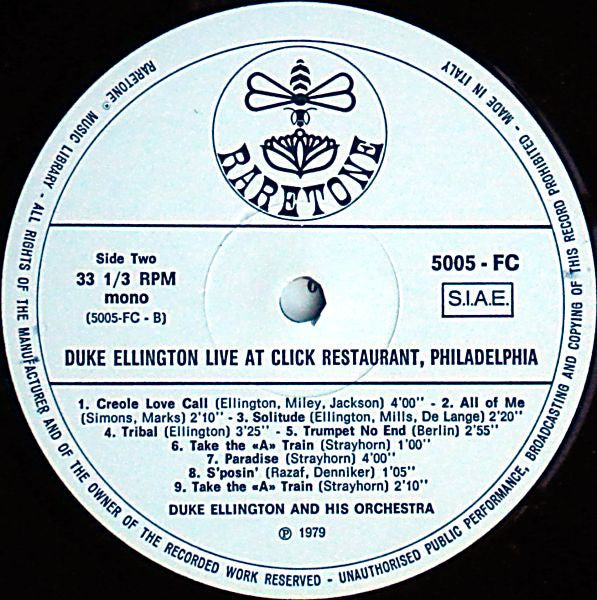 RARETONE
Side Two
33 1/3 RPM
mono
(5005-FC - B)
5005 - FC
S.I.A.E.
DUKE ELLINGTON LIVE AT CLICK RESTAURANT, PHILADELPHIA
1. Creole Love Call (Ellington, Miley, Jackson) 4'00" - 2. All of Me
(Simons, Marks) 2'10" - 3. Solitude (Ellington, Mills, De Lange) 2'20"
4. Tribal (Ellington) 3'25" - 5. Trumpet No End (Berlin) 2'55"
6. Take the «A» Train (Strayhorn) 1'00"
7. Paradise (Strayhorn) 4'00"
8. S'posin' (Razaf, Denniker) 1'05"
9. Take the «A» Train (Strayhorn) 2'10"
DUKE ELLINGTON AND HIS ORCHESTRA
℗ 1979
RARETONE® MUSIC LIBRARY - ALL RIGHTS OF THE MANUFACTURER AND OF THE OWNER OF THE RECORDED WORK RESERVED - UNAUTHORISED PUBLIC PERFORMANCE, BROADCASTING AND COPYING OF THIS RECORD PROHIBITED - MADE IN ITALY